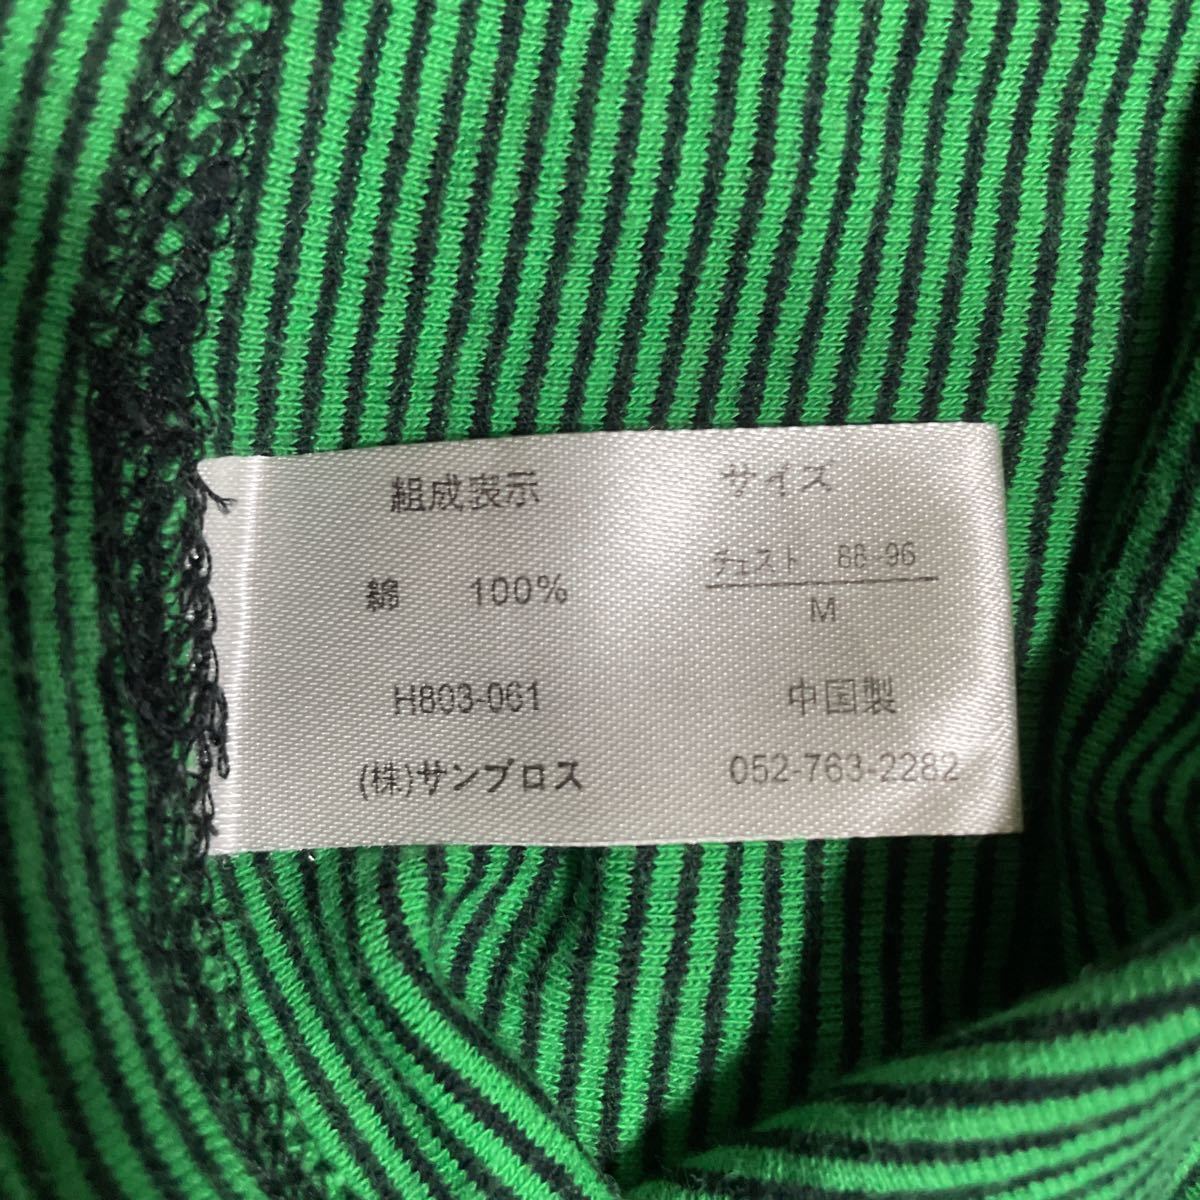 組成表示
綿 100%
H803-061
(株)サンブロス
サイズ
チェスト 88-96
M
中国製
052-763-2282